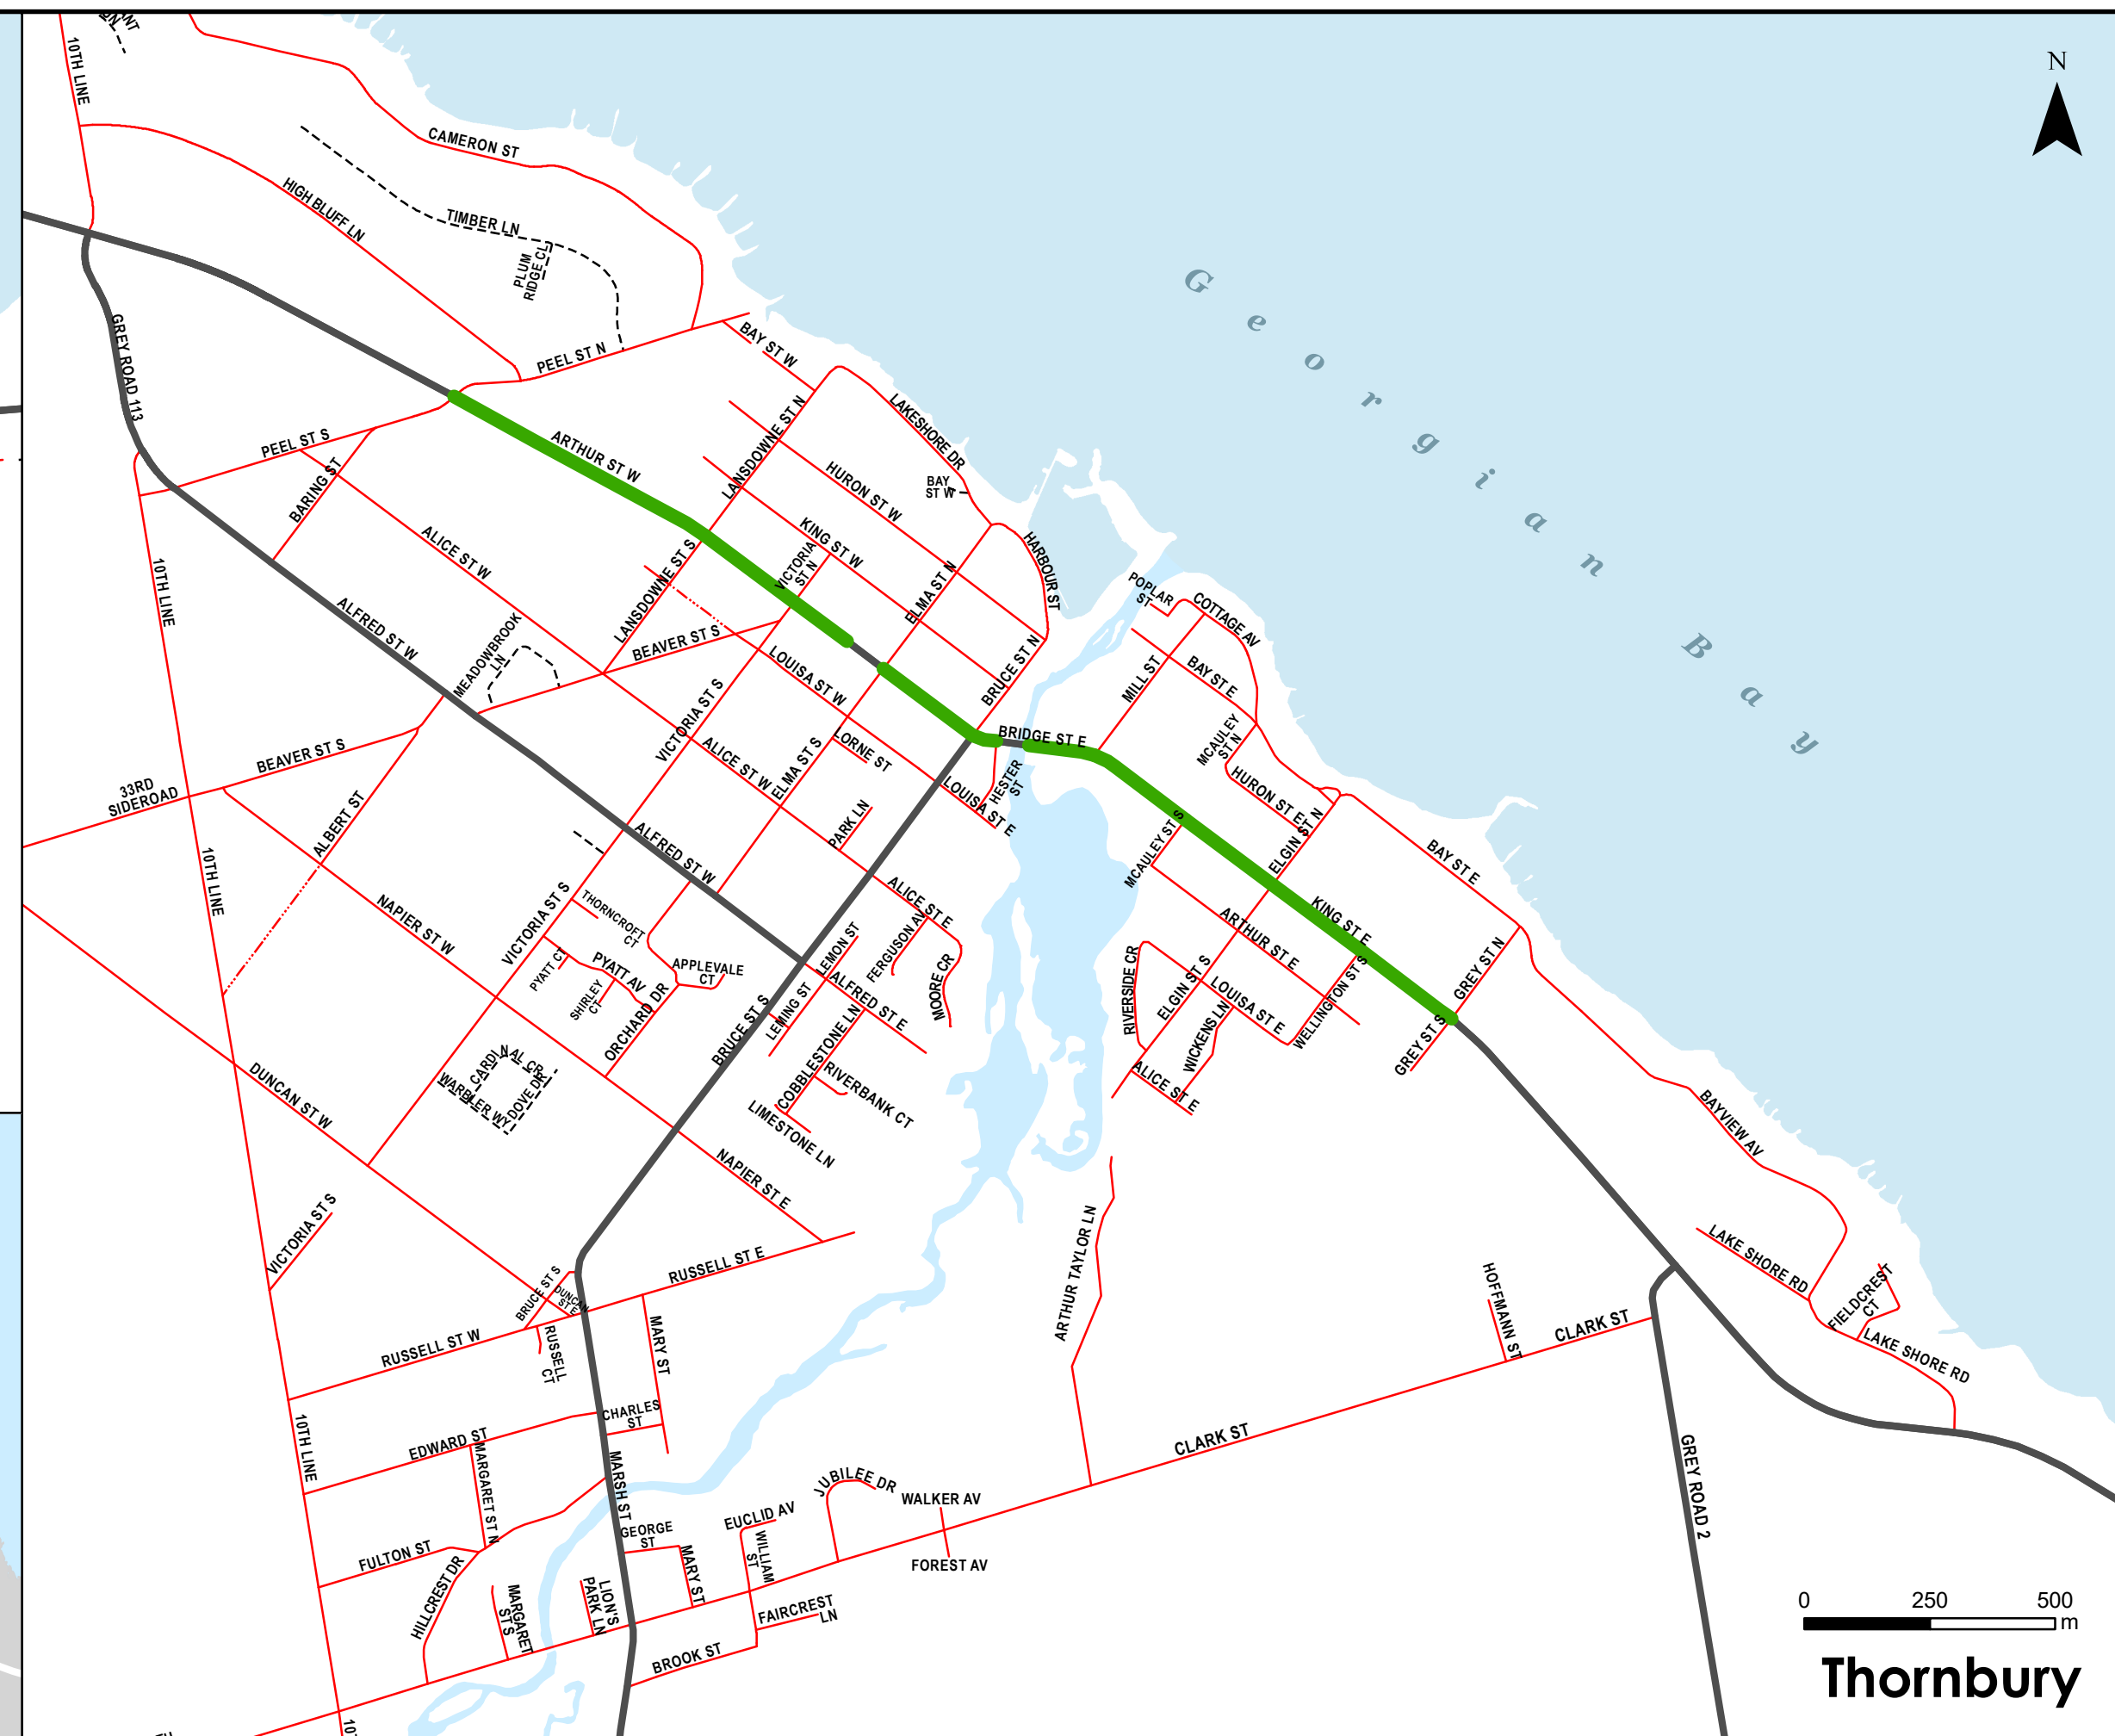 10TH LINE
CAMERON ST
N
HIGH BLUFF LN
TIMBER LN
PLUM
RIDGE CL
Georgian Bay
GREY ROAD 113
PEEL ST N
BAY ST W
PEEL ST S
BARING ST
ARTHUR ST W
LANSDOWNE ST N
LAKESHORE DR
HURON ST W
BAY
ST W
KING ST W
ALICE ST W
VICTORIA
ST N
ELMA ST N
HARBOUR ST
LANSDOWNE ST S
POPLAR
ST
COTTAGE AV
10TH LINE
ALFRED ST W
MEADOWBROOK
LN
BEAVER ST S
LOUISA ST W
BRUCE ST N
MILL ST
BAY ST E
VICTORIA ST S
BRIDGE ST E
MCAULEY
ST N
BEAVER ST S
ALICE ST W
ELMA ST S
LORNE ST
HESTER
ST
HURON ST E
33RD
SIDEROAD
ALBERT ST
ALFRED ST W
PARK LN
LOUISA ST E
MCAULEY ST S
ELGIN ST N
BAY ST E
10TH LINE
NAPIER ST W
VICTORIA ST S
THORNCROFT
CT
ALICE ST E
FERGUSON AV
LEMON ST
ARTHUR ST E
KING ST E
PYATT CT
PYATT AV
SHIRLEY
CT
APPLEVALE
CT
ORCHARD DR
MOORE CR
RIVERSIDE CR
ELGIN ST S
LOUISA ST E
WELLINGTON ST S
GREY ST N
BRUCE ST S
LEMING ST
ALFRED ST E
COBBLESTONE LN
WICKENS LN
GREY ST S
DUNCAN ST W
CARDINAL CR
WARBLER WY
DOVE DR
RIVERBANK CT
LIMESTONE LN
ALICE ST E
BAYVIEW AV
VICTORIA ST S
NAPIER ST E
ARTHUR TAYLOR LN
LAKE SHORE RD
BRUCE ST S
DUNCAN
ST E
RUSSELL ST E
HOFFMANN ST
FIELDCREST
CT
RUSSELL ST W
RUSSELL
CT
MARY ST
CLARK ST
LAKE SHORE RD
10TH LINE
EDWARD ST
CHARLES
ST
CLARK ST
MARGARET ST N
MARSH ST
GREY ROAD 2
JUBILEE DR
WALKER AV
EUCLID AV
GEORGE
ST
WILLIAM
ST
FULTON ST
MARY ST
FOREST AV
HILLCREST DR
MARGARET
ST S
LION'S
PARK LN
FAIRCREST
LN
BROOK ST
0 250 500
m
Thornbury